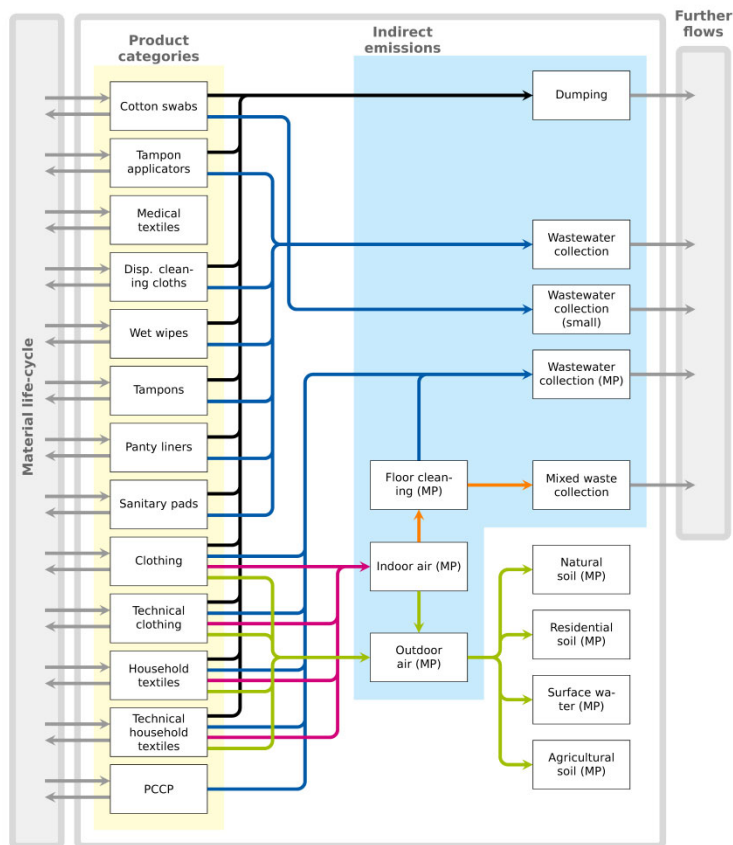 Product
categories
Indirect
emissions
Further
flows
Material life-cycle
Cotton swabs
Dumping
Tampon
applicators
Medical
textiles
Wastewater
collection
Disp. clean-
ing cloths
Wastewater
collection
(small)
Wet wipes
Wastewater
collection (MP)
Tampons
Panty liners
Floor clean-
ing (MP)
Mixed waste
collection
Sanitary pads
Clothing
Indoor air (MP)
Natural
soil (MP)
Technical
clothing
Outdoor
air (MP)
Residential
soil (MP)
Household
textiles
Surface wa-
ter (MP)
Technical
household
textiles
Agricultural
soil (MP)
PCCP